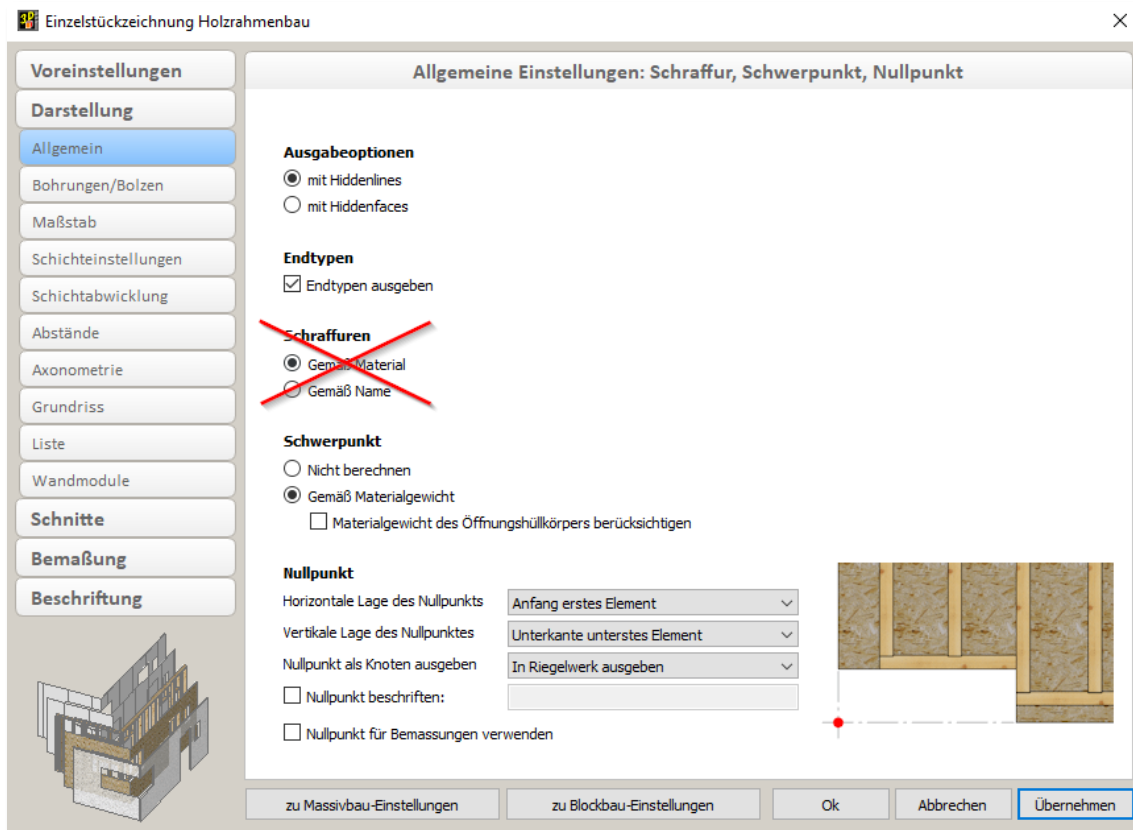 Einzelstückzeichnung Holzrahmenbau
Voreinstellungen
Darstellung
Allgemein
Bohrungen/Bolzen
Maßstab
Schichteinstellungen
Schichtabwicklung
Abstände
Axonometrie
Grundriss
Liste
Wandmodule
Schnitte
Bemaßung
Beschriftung
Allgemeine Einstellungen: Schraffur, Schwerpunkt, Nullpunkt
Ausgabeoptionen
mit Hiddenlines
mit Hiddenfaces
Endtypen
Endtypen ausgeben
Schraffuren
Gemäß Material
Gemäß Name
Schwerpunkt
Nicht berechnen
Gemäß Materialgewicht
Materialgewicht des Öffnungshüllkörpers berücksichtigen
Nullpunkt
Horizontale Lage des Nullpunkts Anfang erstes Element
Vertikale Lage des Nullpunktes Unterkante unterstes Element
Nullpunkt als Knoten ausgeben In Riegelwerk ausgeben
Nullpunkt beschriften:
Nullpunkt für Bemassungen verwenden
zu Massivbau-Einstellungen zu Blockbau-Einstellungen Ok Abbrechen Übernehmen